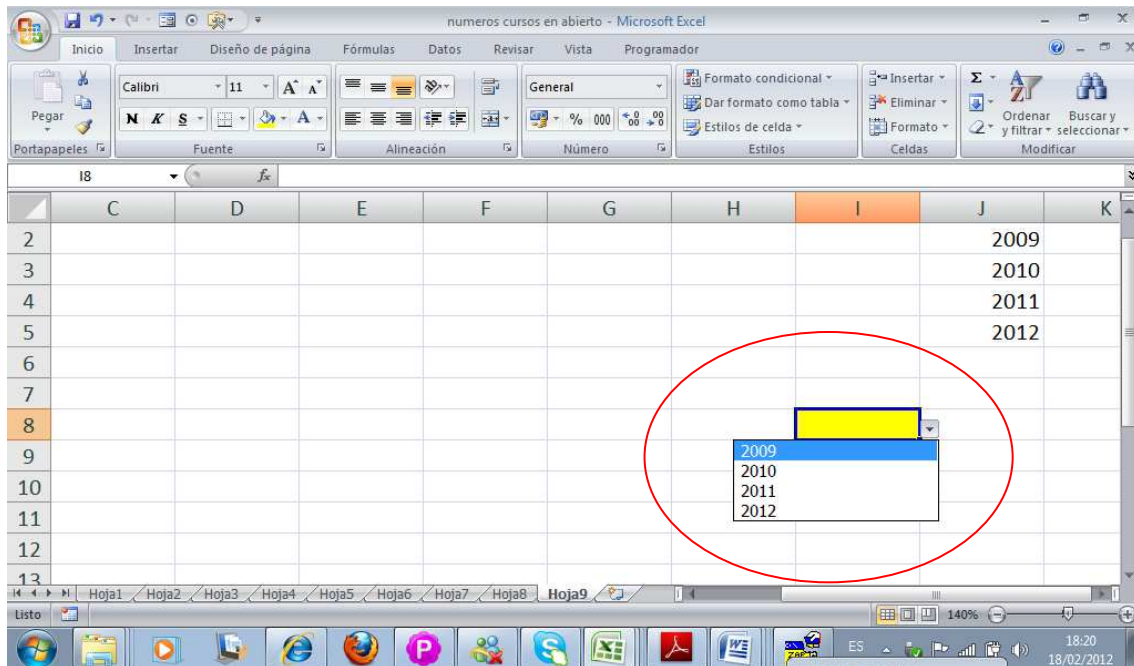 numeros cursos en abierto - Microsoft Excel
Inicio Insertar Diseño de página Fórmulas Datos Revisar Vista Programador
Pegar
Portapapeles
Calibri 11 A A
N K S A
Fuente
Alineación
General
% 000 ,00 ,0
Número
Formato condicional
Dar formato como tabla
Estilos de celda
Estilos
Insertar
Eliminar
Formato
Celdas
Σ
Ordenar y filtrar
Buscar y seleccionar
Modificar
I8 fx
C D E F G H I J K
2 2009
3 2010
4 2011
5 2012
6
7
8
9 2009
10 2010
11 2011
2012
12
13
Hoja1 Hoja2 Hoja3 Hoja4 Hoja5 Hoja6 Hoja7 Hoja8 Hoja9
Listo 140%
ES 18:20
18/02/2012